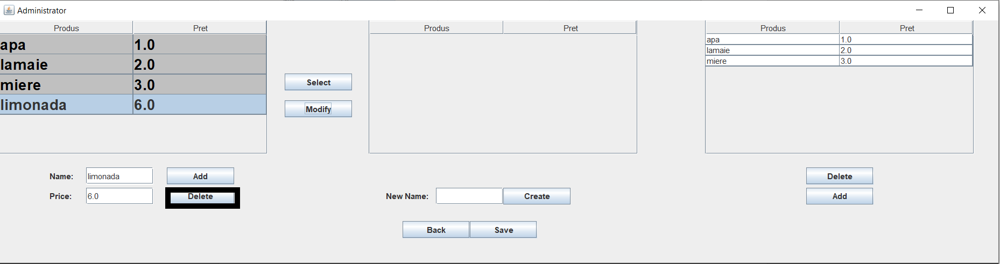 Administrator
Produs Pret
apa 1.0
lamaie 2.0
miere 3.0
limonada 6.0
Select
Modify
Produs Pret
Produs Pret
apa 1.0
lamaie 2.0
miere 3.0
Name: limonada Add
Price: 6.0 Delete
New Name: Create
Delete
Add
Back Save